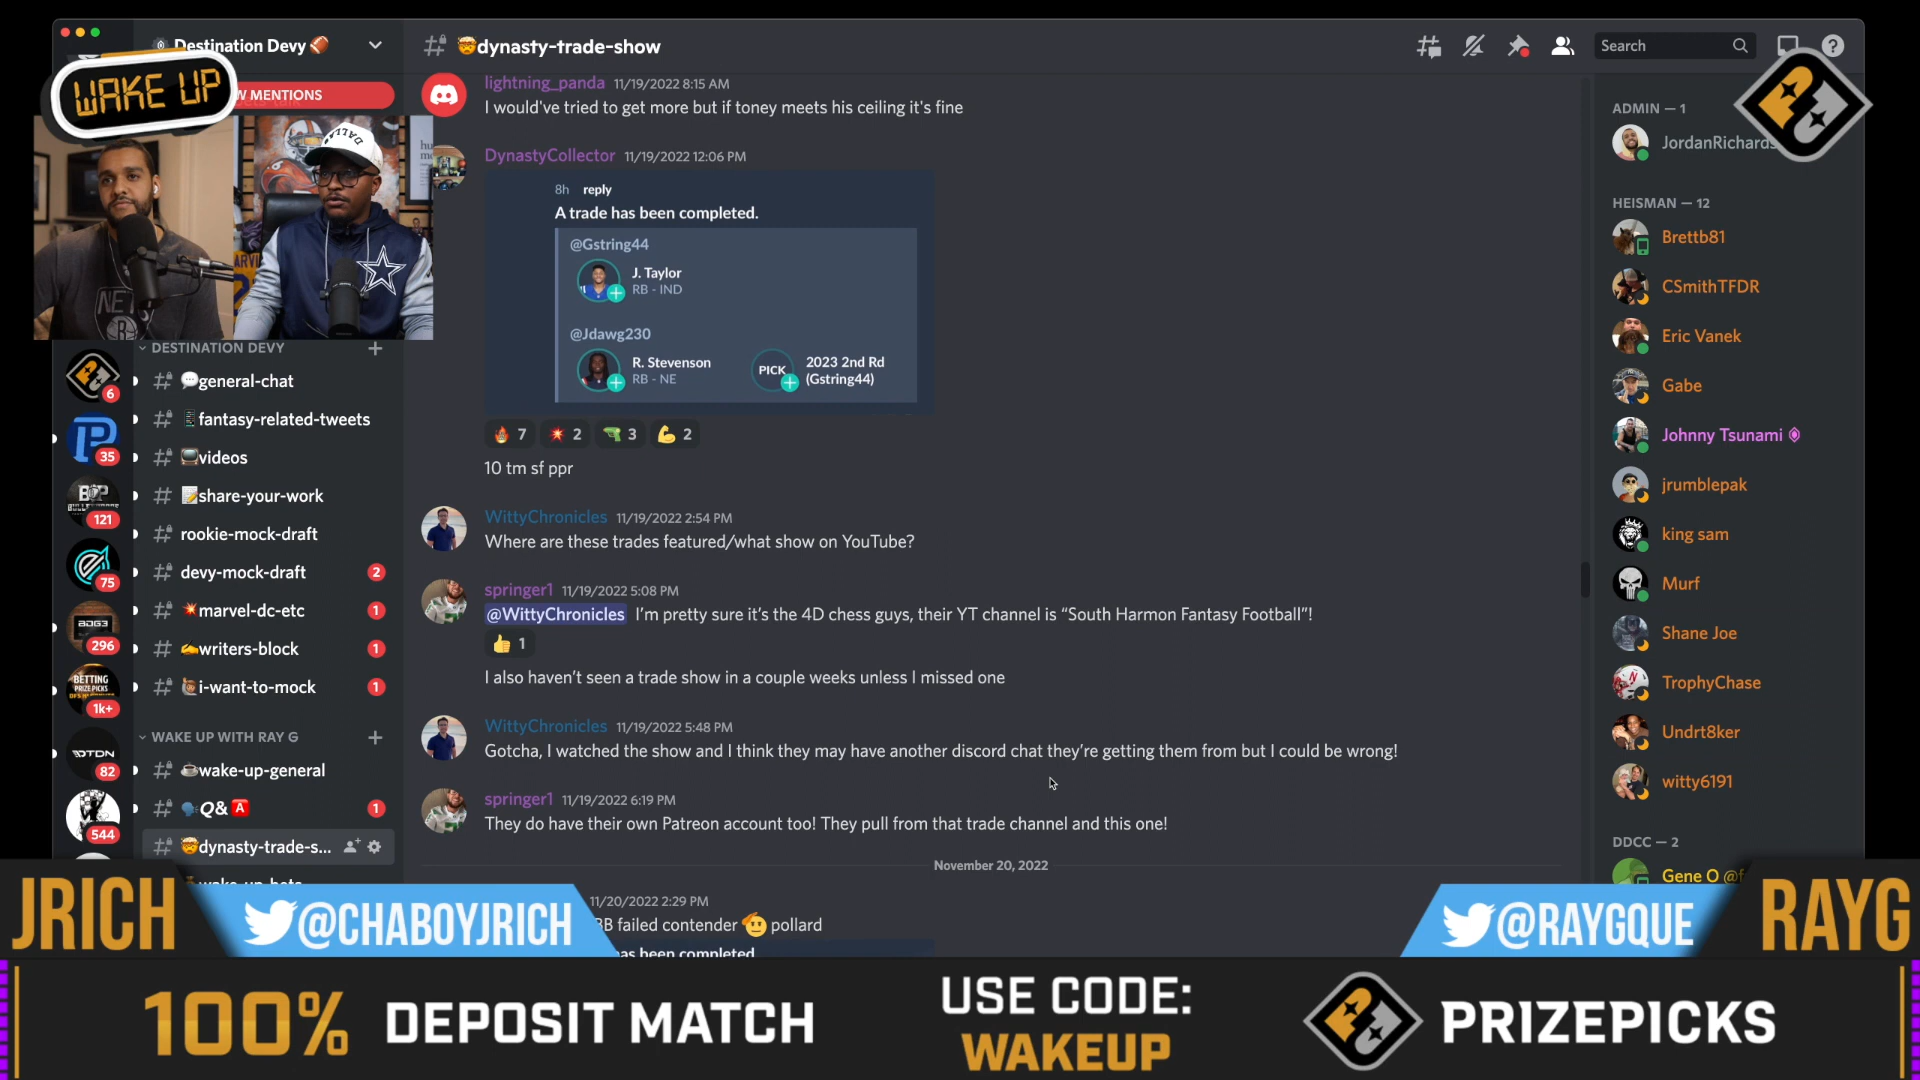 Destination Devy
#dynasty-trade-show
Search
WAKE UP
W MENTIONS
lightning_panda 11/19/2022 8:15 AM
I would've tried to get more but if toney meets his ceiling it's fine
DynastyCollector 11/19/2022 12:06 PM
8h reply
A trade has been completed.
@Gstring44
J. Taylor
RB - IND
@Jdawg230
R. Stevenson
RB - NE
PICK
2023 2nd Rd
(Gstring44)
7 2 3 2
10 tm sf ppr
WittyChronicles 11/19/2022 2:54 PM
Where are these trades featured/what show on YouTube?
springer1 11/19/2022 5:08 PM
@WittyChronicles I'm pretty sure it's the 4D chess guys, their YT channel is “South Harmon Fantasy Football”!
1
I also haven't seen a trade show in a couple weeks unless I missed one
WittyChronicles 11/19/2022 5:48 PM
Gotcha, I watched the show and I think they may have another discord chat they're getting them from but I could be wrong!
springer1 11/19/2022 6:19 PM
They do have their own Patreon account too! They pull from that trade channel and this one!
November 20, 2022
11/20/2022 2:29 PM
BB failed contender pollard
as been completed
DESTINATION DEVY
general-chat
fantasy-related-tweets
videos
share-your-work
rookie-mock-draft
devy-mock-draft 2
marvel-dc-etc 1
writers-block 1
i-want-to-mock 1
WAKE UP WITH RAY G
wake-up-general
Q&A 1
dynasty-trade-s...
6
35
121
75
BDG3
296
BETTING
PRIZE PICKS
1k+
DTDN
82
544
ADMIN — 1
JordanRichards
HEISMAN — 12
Brettb81
CSmithTFDR
Eric Vanek
Gabe
Johnny Tsunami
jrumblepak
king sam
Murf
Shane Joe
TrophyChase
Undrt8ker
witty6191
DDCC — 2
Gene O @f
JRICH
@CHABOYJRICH
@RAYGQUE
RAYG
100% DEPOSIT MATCH
USE CODE:
WAKEUP
PRIZEPICKS